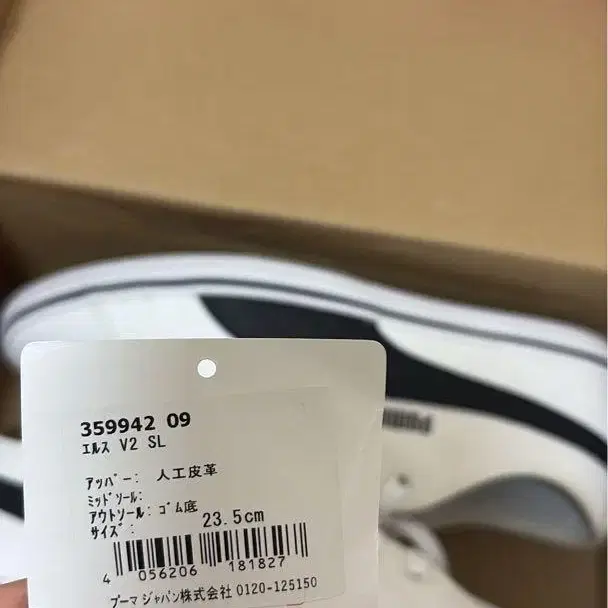 359942 09
ｴﾙｽ V2 SL
ｱｯﾊﾟｰ: 人工皮革
ﾐｯﾄﾞｿｰﾙ:
ｱｳﾄｿｰﾙ: ｺﾞﾑ底
ｻｲｽﾞ: 23.5cm
4 056206 181827
プーマ ジャパン株式会社 0120-125150
PUMA